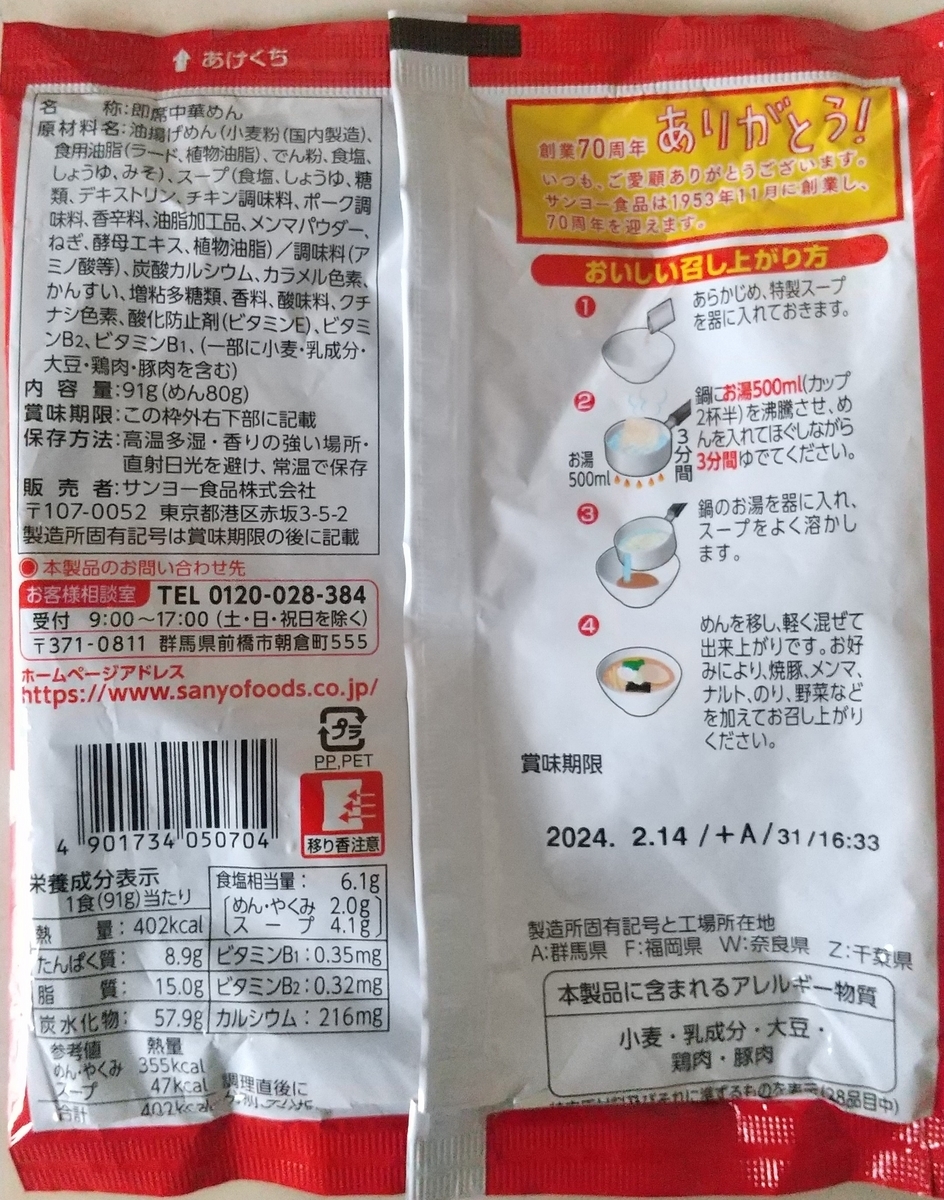 あけくち
名　　称:即席中華めん
原材料名:油揚げめん(小麦粉(国内製造)、
食用油脂(ラード、植物油脂)、でん粉、食塩、
しょうゆ、みそ)、スープ(食塩、しょうゆ、糖
類、デキストリン、チキン調味料、ポーク調
味料、香辛料、油脂加工品、メンマパウダー、
ねぎ、酵母エキス、植物油脂)/調味料(ア
ミノ酸等)、炭酸カルシウム、カラメル色素、
かんすい、増粘多糖類、香料、酸味料、クチ
ナシ色素、酸化防止剤(ビタミンE)、ビタミ
ンB2、ビタミンB1、(一部に小麦・乳成分・
大豆・鶏肉・豚肉を含む)
内容量:91g(めん80g)
賞味期限:この枠外右下部に記載
保存方法:高温多湿・香りの強い場所・
直射日光を避け、常温で保存
販売者:サンヨー食品株式会社
〒107-0052 東京都港区赤坂3-5-2
製造所固有記号は賞味期限の後に記載
●本製品のお問い合わせ先
お客様相談室 TEL 0120-028-384
受付 9:00〜17:00(土・日・祝日を除く)
〒371-0811 群馬県前橋市朝倉町555
ホームページアドレス
https://www.sanyofoods.co.jp/
プラ
PP,PET
移り香注意
4 901734 050704
栄養成分表示
1食(91g)当たり
熱量: 402kcal
たんぱく質: 8.9g
脂質: 15.0g
炭水化物: 57.9g
食塩相当量: 6.1g
めん・やくみ 2.0g
スープ 4.1g
ビタミンB1:0.35mg
ビタミンB2:0.32mg
カルシウム:216mg
参考値 熱量
めん・やくみ 355kcal
スープ 47kcal
合計 402kcal
調理直後に
創業70周年 ありがとう!
いつも、ご愛顧ありがとうございます。
サンヨー食品は1953年11月に創業し、
70周年を迎えます。
おいしい召し上がり方
1
あらかじめ、特製スープ
を器に入れておきます。
2
お湯
500ml
3分間
鍋にお湯500ml(カップ
2杯半)を沸騰させ、め
んを入れてほぐしながら
3分間ゆでてください。
3
鍋のお湯を器に入れ、
スープをよく溶かし
ます。
4
めんを移し、軽く混ぜて
出来上がりです。お好
みにより、焼豚、メンマ、
ナルト、のり、野菜など
を加えてお召し上がり
ください。
賞味期限
2024. 2.14 /+A/31/16:33
製造所固有記号と工場所在地
A:群馬県 F:福岡県 W:奈良県 Z:千葉県
本製品に含まれるアレルギー物質
小麦・乳成分・大豆・
鶏肉・豚肉
びそれに準ずるものを表示(28品目中)